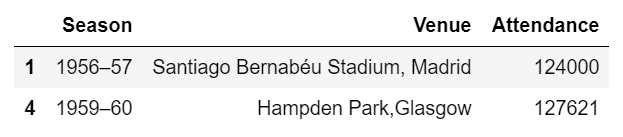 Season Venue Attendance
1 1956–57 Santiago Bernabéu Stadium, Madrid 124000
4 1959–60 Hampden Park,Glasgow 127621